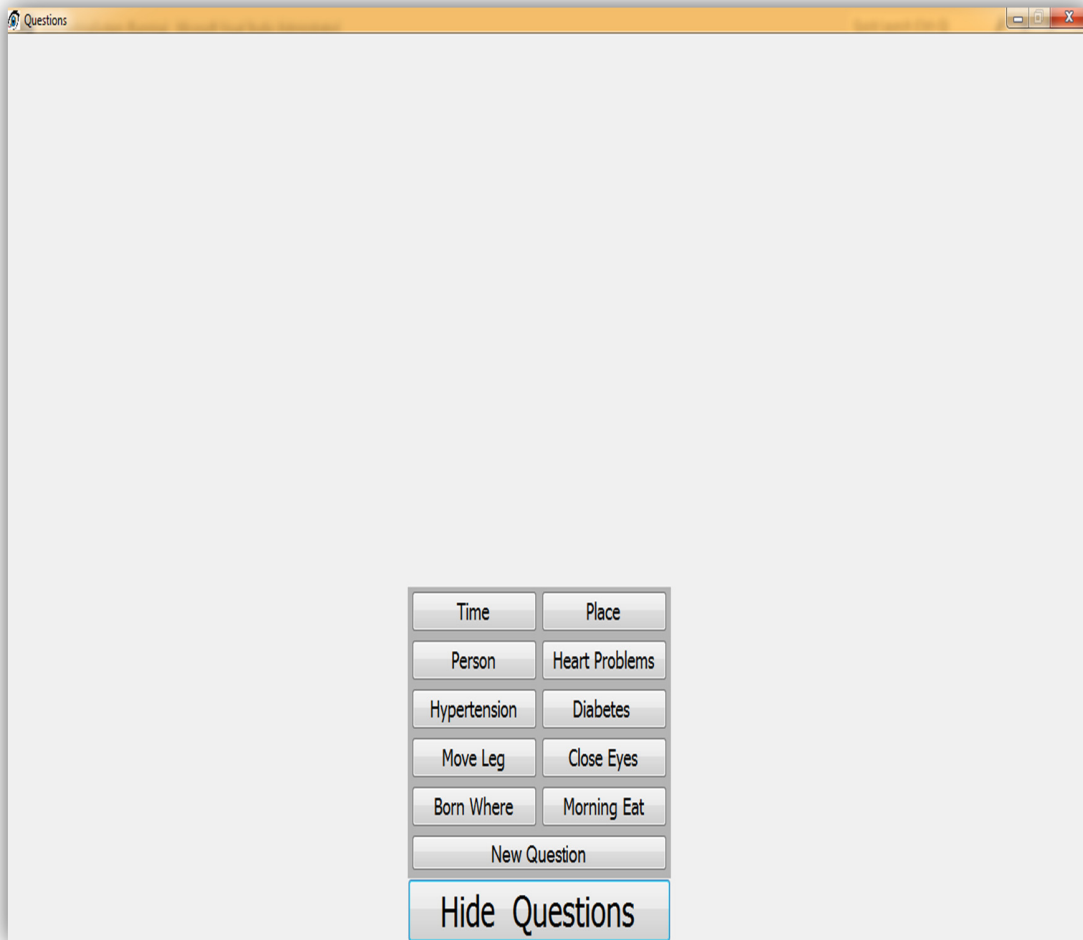 Questions
Time Place
Person Heart Problems
Hypertension Diabetes
Move Leg Close Eyes
Born Where Morning Eat
New Question
Hide Questions